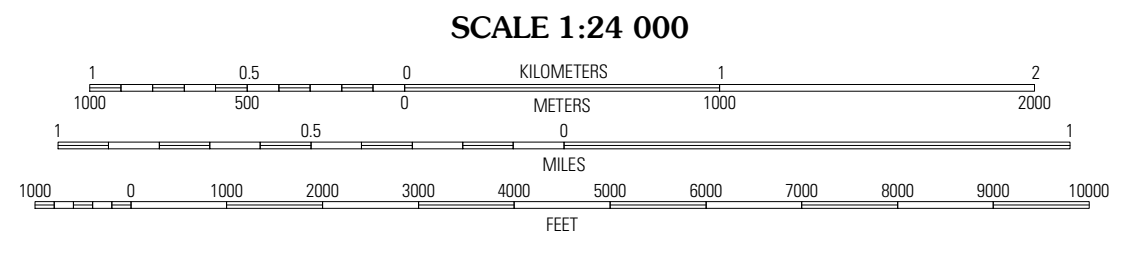 SCALE 1:24 000
1 0.5 0 KILOMETERS 1 2
1000 500 0 METERS 1000 2000
1 0.5 0 1
MILES
1000 0 1000 2000 3000 4000 5000 6000 7000 8000 9000 10000
FEET